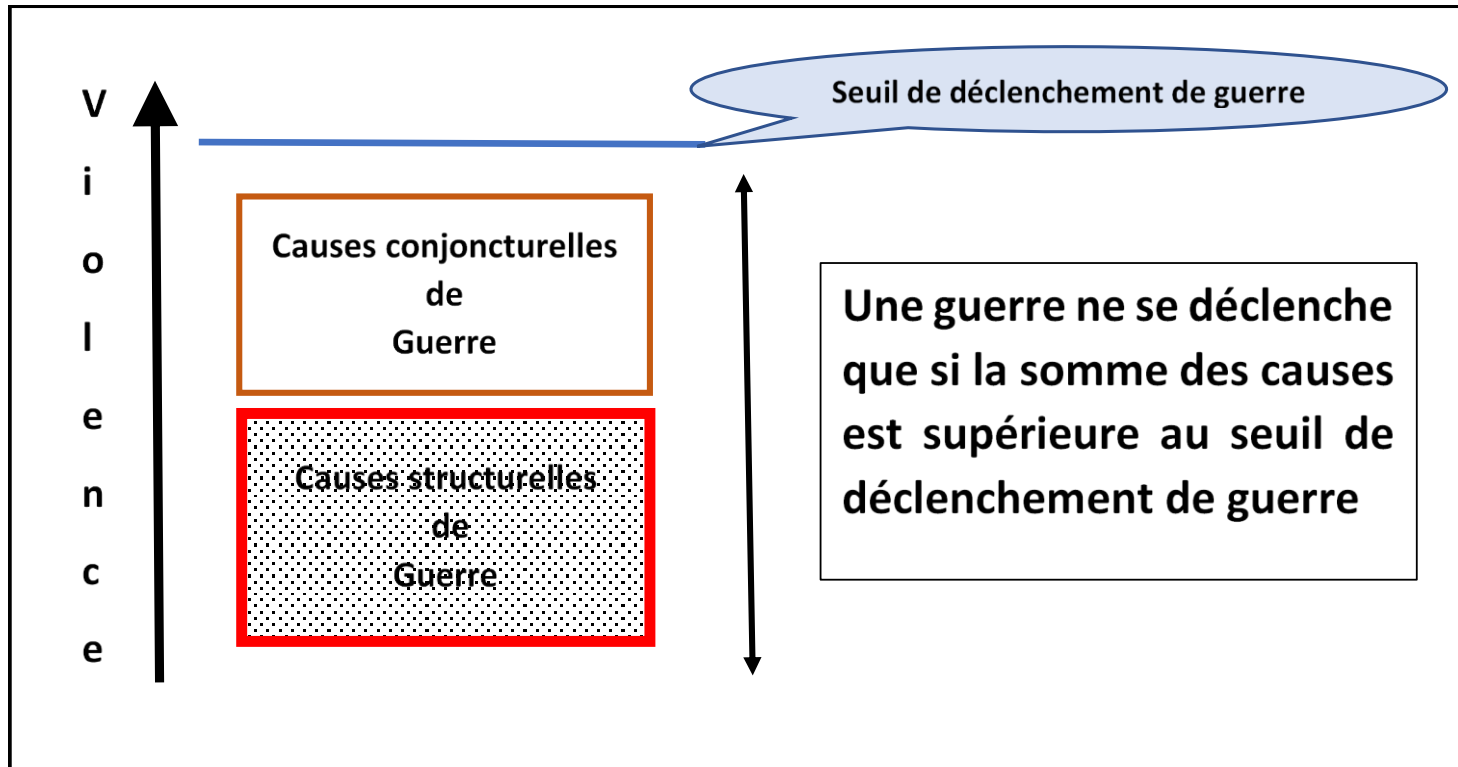 Violence
Seuil de déclenchement de guerre
Causes conjoncturelles
de
Guerre
Causes structurelles
de
Guerre
Une guerre ne se déclenche
que si la somme des causes
est supérieure au seuil de
déclenchement de guerre